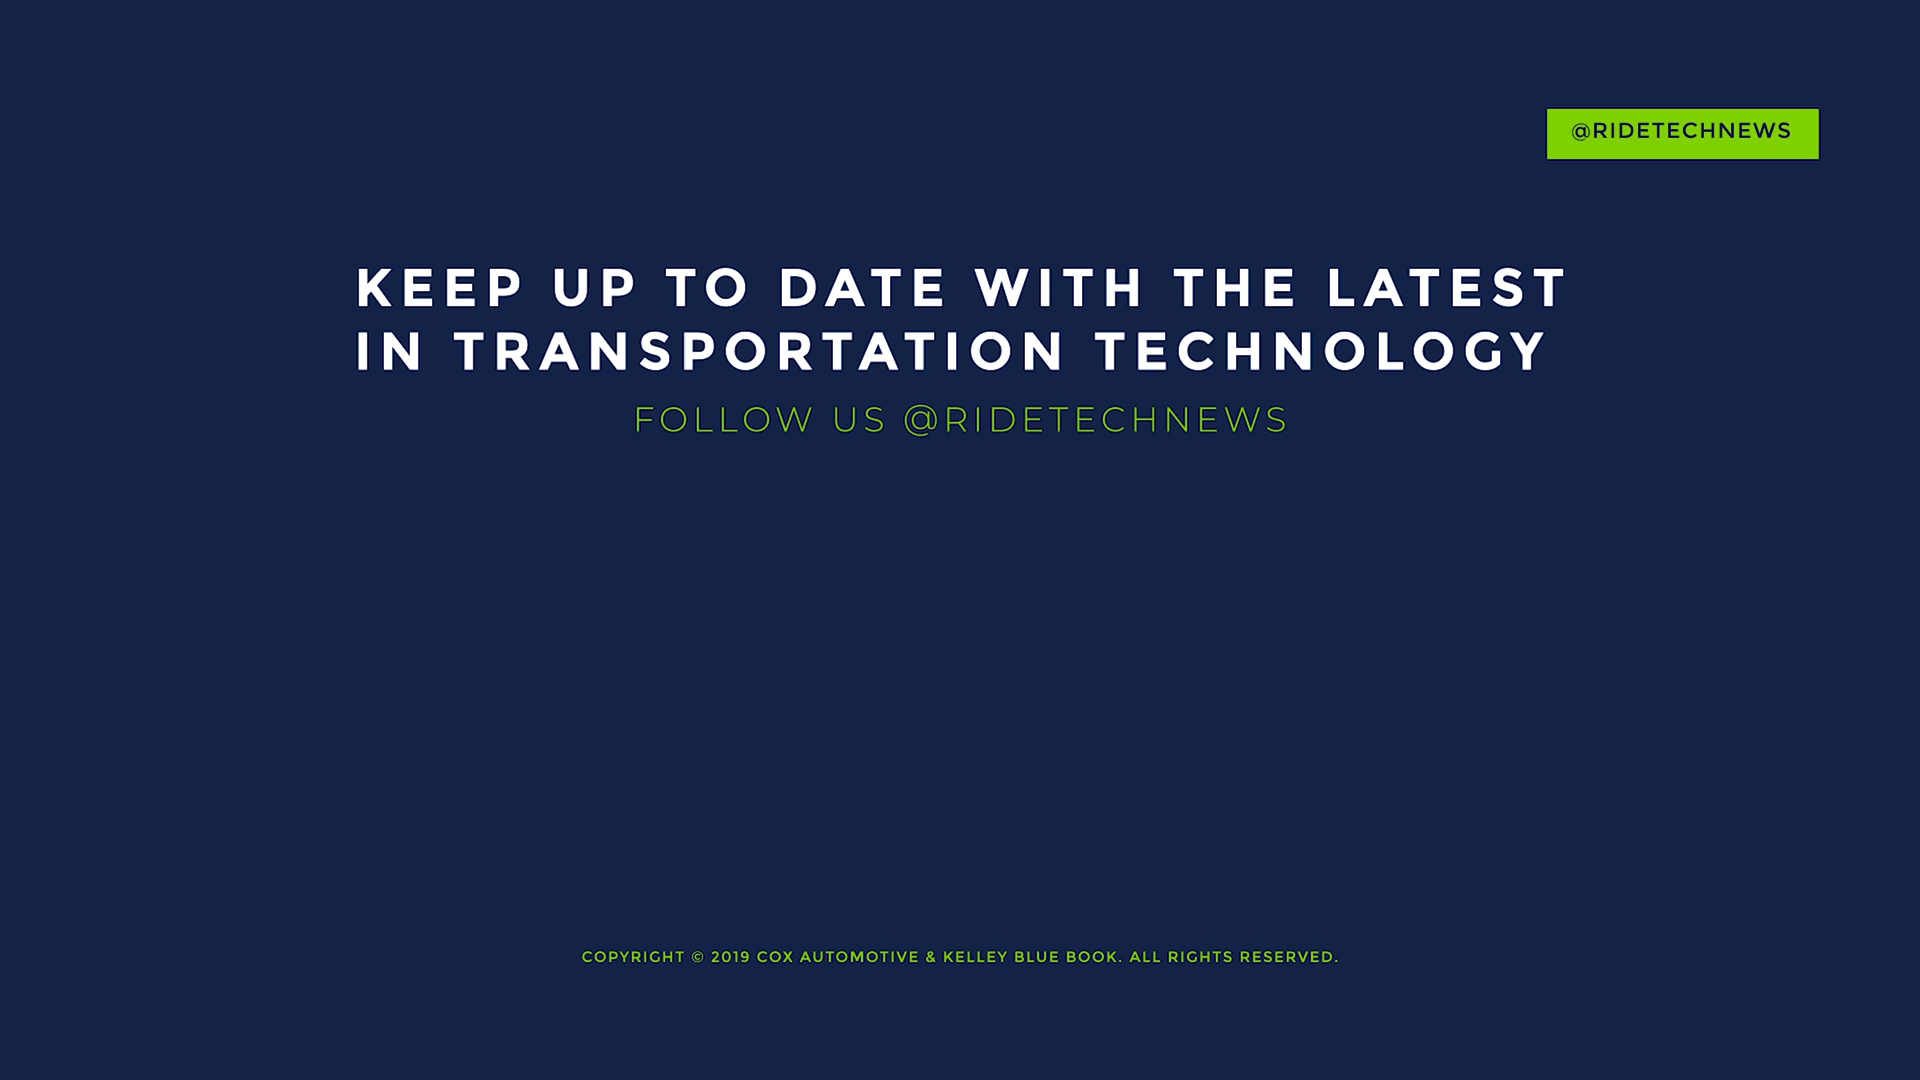 @RIDETECHNEWS
KEEP UP TO DATE WITH THE LATEST
IN TRANSPORTATION TECHNOLOGY
FOLLOW US @RIDETECHNEWS
COPYRIGHT © 2019 COX AUTOMOTIVE & KELLEY BLUE BOOK. ALL RIGHTS RESERVED.